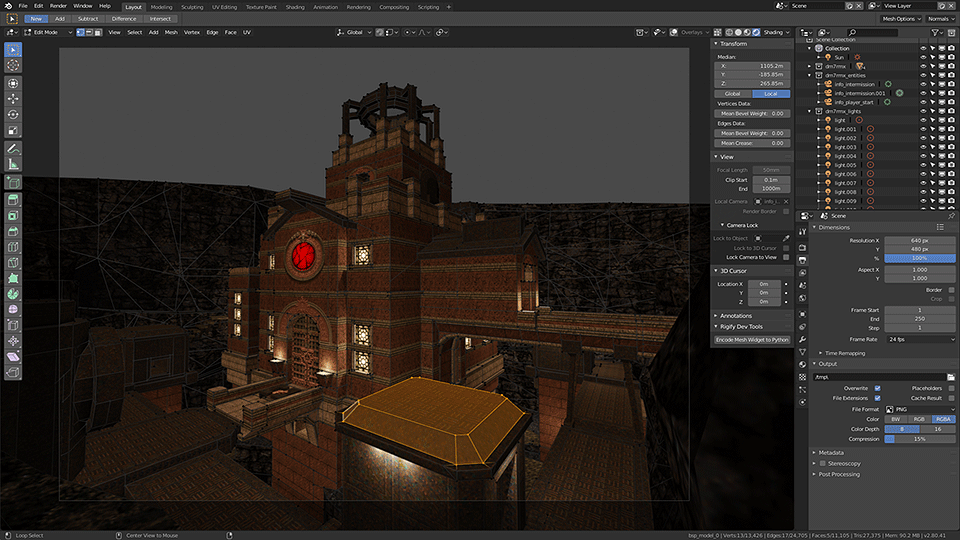 File Edit Render Window Help Layout Modeling Sculpting UV Editing Texture Paint Shading Animation Rendering Compositing Scripting + Scene View Layer
New Add Subtract Difference Intersect Mesh Options Normals
Edit Mode View Select Add Mesh Vertex Edge Face UV Global Overlays Shading
Transform
Median:
X: 1105.2m
Y: -185.85m
Z: 265.85m
Global Local
Vertices Data:
Mean Bevel Weight: 0.00
Edges Data:
Mean Bevel Weight: 0.00
Mean Crease: 0.00
View
Focal Length 50mm
Clip Start 0.1m
End 1000m
Local Camera info_i...
Render Border
Camera Lock
Lock to Object
Lock to 3D Cursor
Lock Camera to View
3D Cursor
Location X 0m
Y 0m
Z 0m
Annotations
Rigify Dev Tools
Encode Mesh Widget to Python
Scene Collection
Collection
Sun
dm7rmx
dm7rmx_entities
info_intermission
info_intermission.001
info_player_start
dm7rmx_lights
light
light.001
light.002
light.003
light.004
light.005
light.006
light.007
light.008
light.009
Scene
Dimensions
Resolution X 640 px
Y 480 px
% 100%
Aspect X 1.000
Y 1.000
Border
Crop
Frame Start 1
End 250
Step 1
Frame Rate 24 fps
Time Remapping
Output
/tmp\
Overwrite Placeholders
File Extensions Cache Result
File Format PNG
Color BW RGB RGBA
Color Depth 8 16
Compression 15%
Metadata
Stereoscopy
Post Processing
Loop Select Center View to Mouse bsp_model_0 | Verts:13/13,426 | Edges:17/24,705 | Faces:5/11,105 | Tris:27,375 | Mem: 90.2 MB | v2.80.41